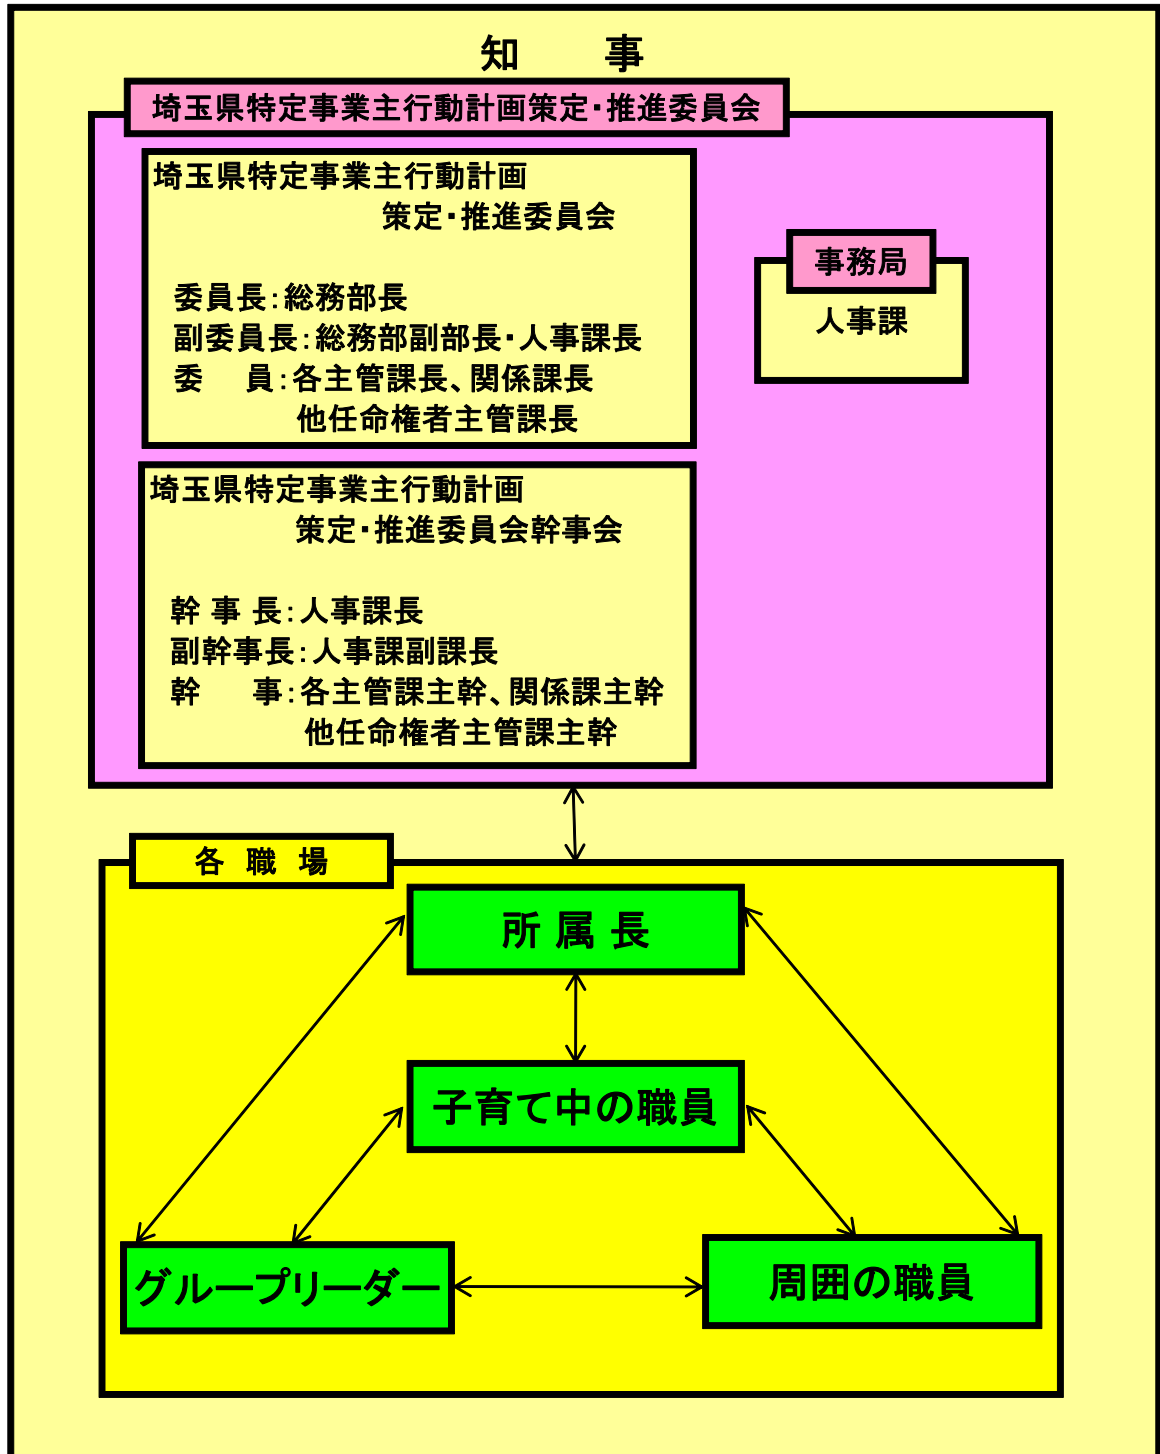 知　　事
埼玉県特定事業主行動計画策定・推進委員会
埼玉県特定事業主行動計画
策定・推進委員会
委員長：総務部長
副委員長：総務部副部長・人事課長
委　員：各主管課長、関係課長
他任命権者主管課長
事務局
人事課
埼玉県特定事業主行動計画
策定・推進委員会幹事会
幹 事 長：人事課長
副幹事長：人事課副課長
幹　　事：各主管課主幹、関係課主幹
他任命権者主管課主幹
各 職 場
所 属 長
子育て中の職員
グループリーダー
周囲の職員